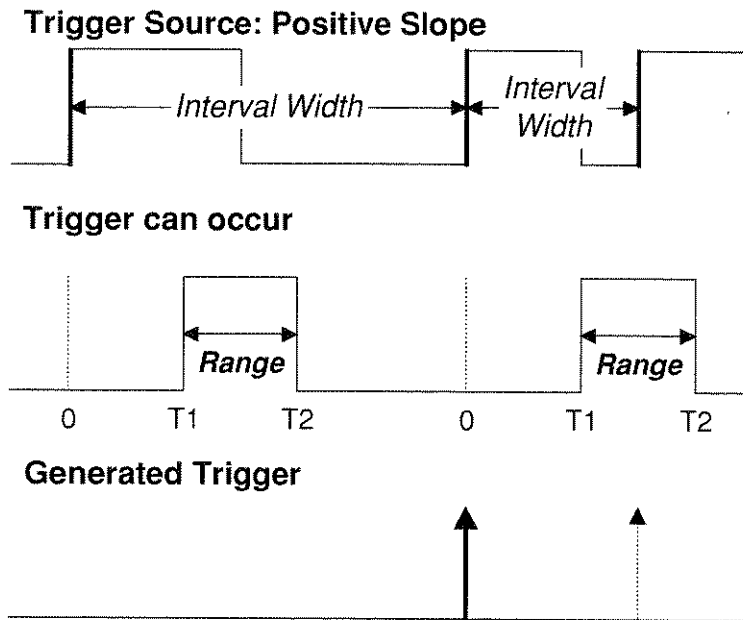 Trigger Source: Positive Slope
Interval Width
Interval
Width
Trigger can occur
Range
Range
0 T1 T2 0 T1 T2
Generated Trigger